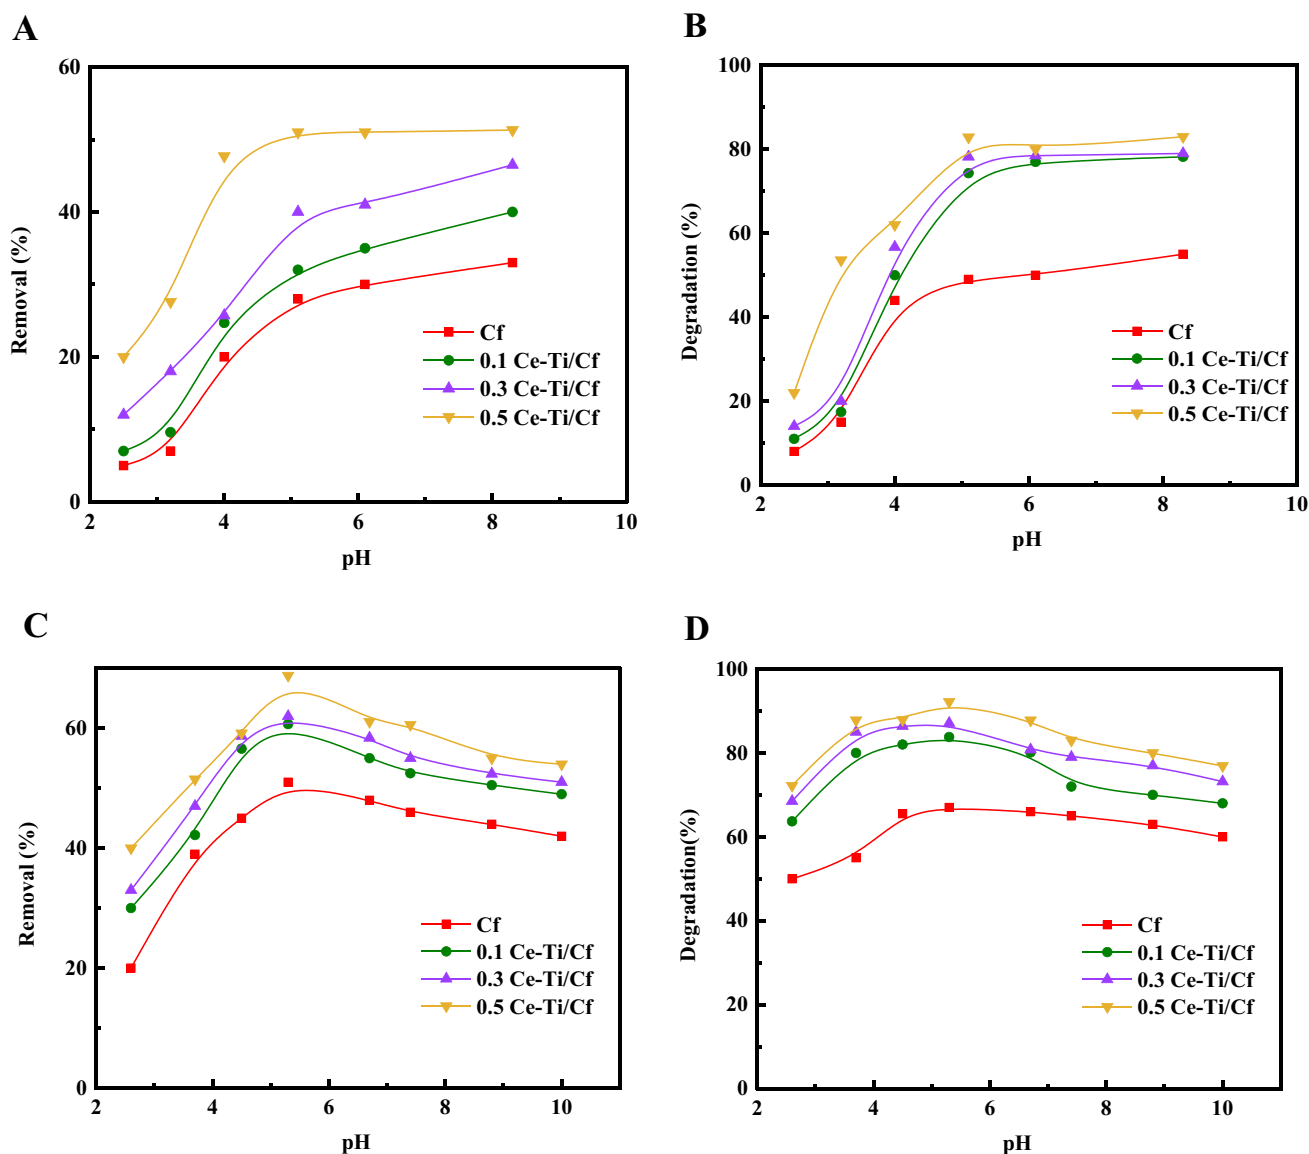 A
Removal (%)
60
40
20
0
2 4 6 8 10
pH
Cf
0.1 Ce-Ti/Cf
0.3 Ce-Ti/Cf
0.5 Ce-Ti/Cf
B
Degradation (%)
100
80
60
40
20
0
2 4 6 8 10
pH
Cf
0.1 Ce-Ti/Cf
0.3 Ce-Ti/Cf
0.5 Ce-Ti/Cf
C
Removal (%)
60
40
20
0
2 4 6 8 10
pH
Cf
0.1 Ce-Ti/Cf
0.3 Ce-Ti/Cf
0.5 Ce-Ti/Cf
D
Degradation(%)
100
80
60
40
20
0
2 4 6 8 10
pH
Cf
0.1 Ce-Ti/Cf
0.3 Ce-Ti/Cf
0.5 Ce-Ti/Cf